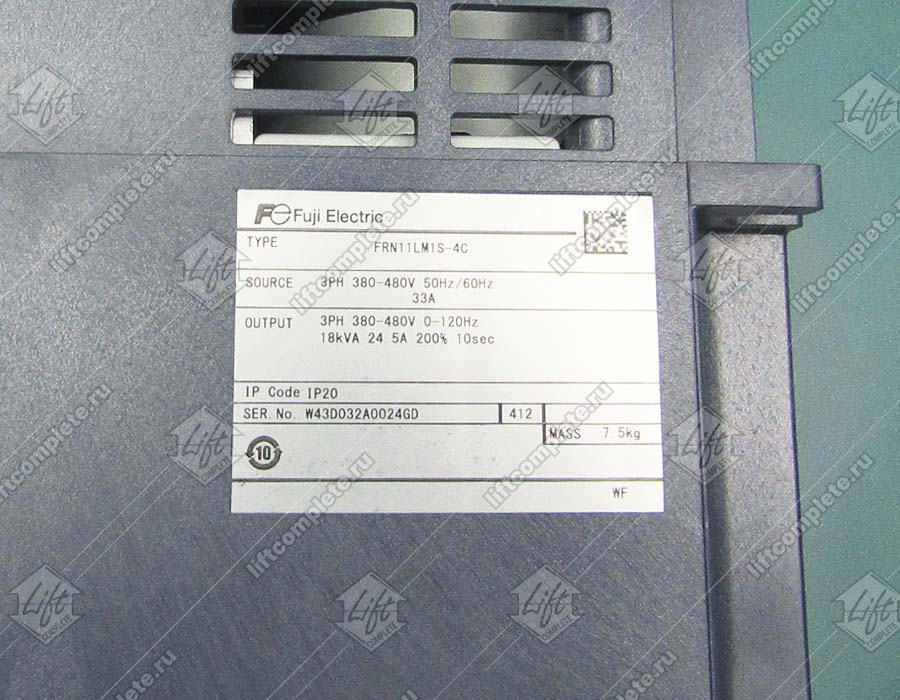 Fuji Electric
TYPE FRN11LM1S-4C
SOURCE 3PH 380-480V 50Hz/60Hz
33A
OUTPUT 3PH 380-480V 0-120Hz
18kVA 24.5A 200% 10sec
IP Code IP20
SER. No. W43D032A0024GD 412
MASS 7.5kg
10
WF
Lift COMPLETE
liftcomplete.ru